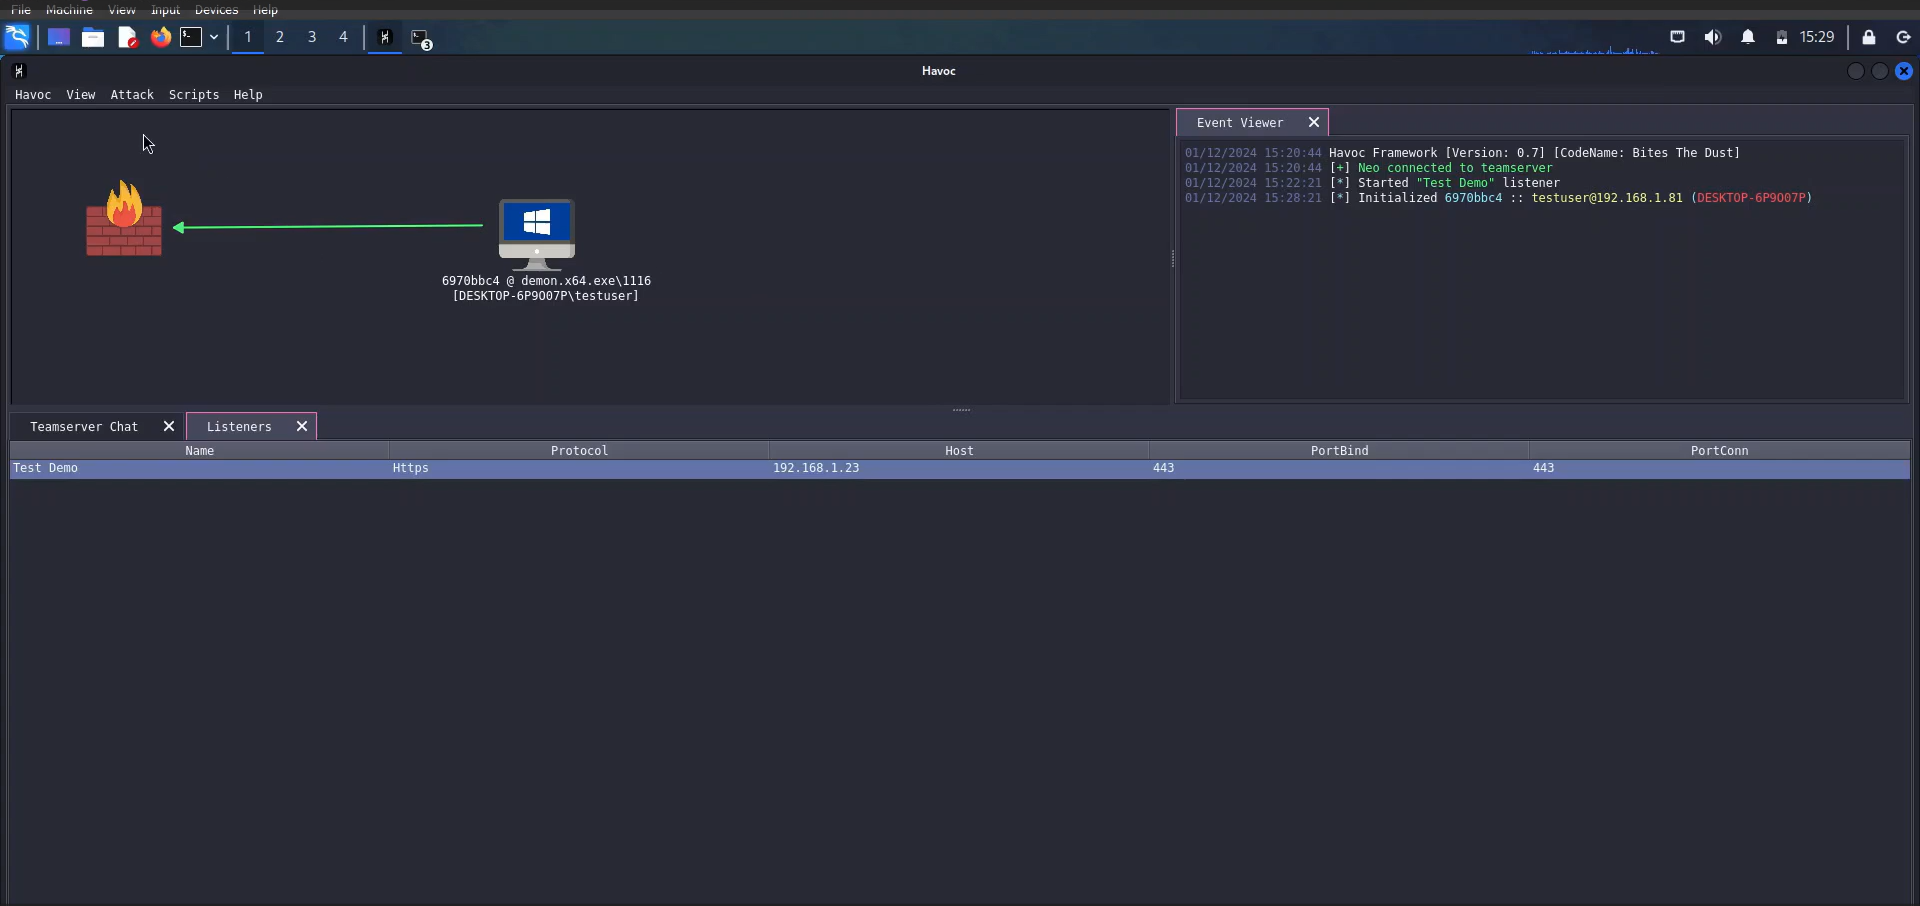 File Machine View Input Devices Help
1 2 3 4 3 15:29
Havoc
Havoc View Attack Scripts Help
6970bbc4 @ demon.x64.exe\1116
[DESKTOP-6P9O07P\testuser]
Event Viewer
01/12/2024 15:20:44 Havoc Framework [Version: 0.7] [CodeName: Bites The Dust]
01/12/2024 15:20:44 [+] Neo connected to teamserver
01/12/2024 15:22:21 [*] Started "Test Demo" listener
01/12/2024 15:28:21 [*] Initialized 6970bbc4 :: testuser@192.168.1.81 (DESKTOP-6P9O07P)
Teamserver Chat Listeners
Name Protocol Host PortBind PortConn
Test Demo Https 192.168.1.23 443 443